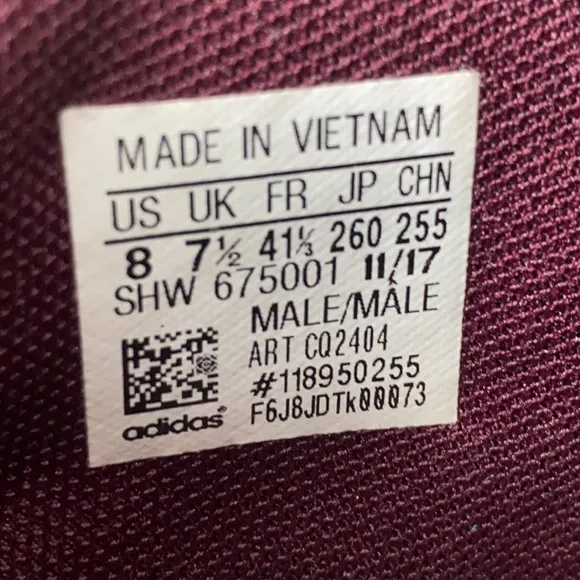 MADE IN VIETNAM
US UK FR JP CHN
8 7½ 41⅓ 260 255
SHW 675001 11/17
MALE/MÂLE
ART CQ2404
#118950255
F6J8JDTk00073
adidas